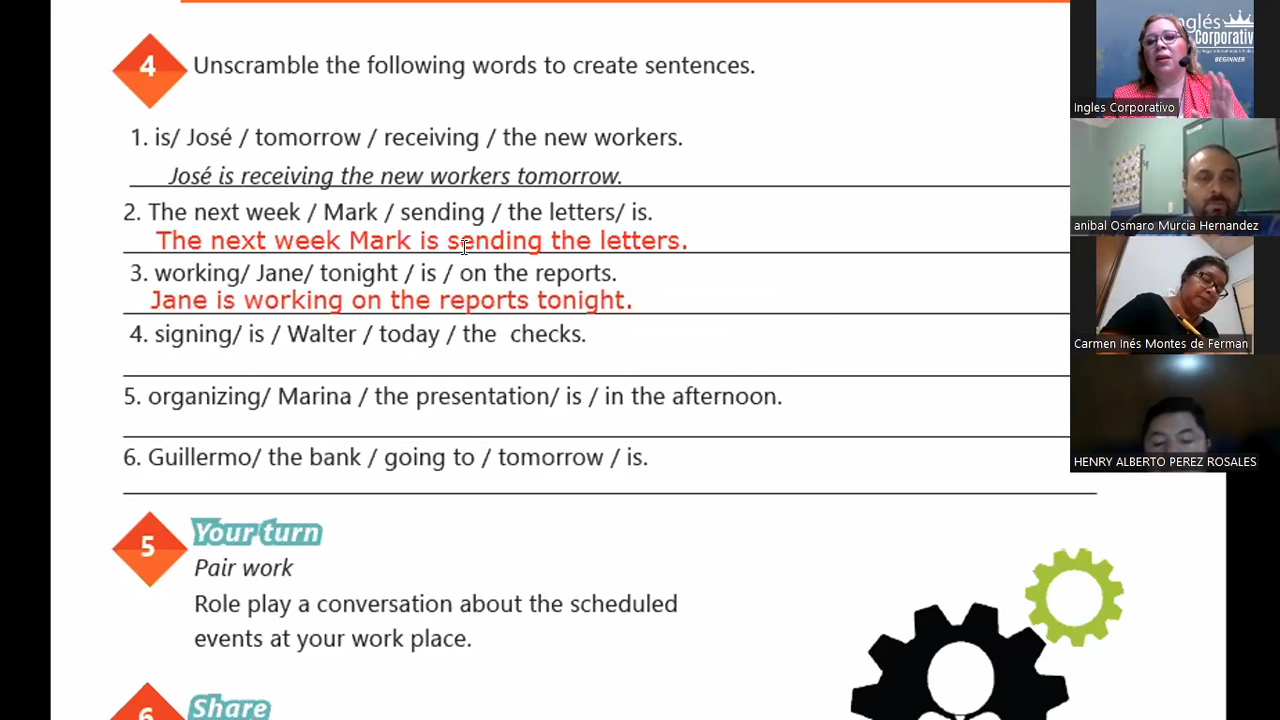 4 Unscramble the following words to create sentences.
1. is/ José / tomorrow / receiving / the new workers.
José is receiving the new workers tomorrow.
2. The next week / Mark / sending / the letters/ is.
The next week Mark is sending the letters.
3. working/ Jane/ tonight / is / on the reports.
Jane is working on the reports tonight.
4. signing/ is / Walter / today / the checks.
5. organizing/ Marina / the presentation/ is / in the afternoon.
6. Guillermo/ the bank / going to / tomorrow / is.
5 Your turn
Pair work
Role play a conversation about the scheduled
events at your work place.
6 Share
Inglés
Corporativo
BEGINNER
Ingles Corporativo
anibal Osmaro Murcia Hernandez
Carmen Inés Montes de Ferman
HENRY ALBERTO PEREZ ROSALES